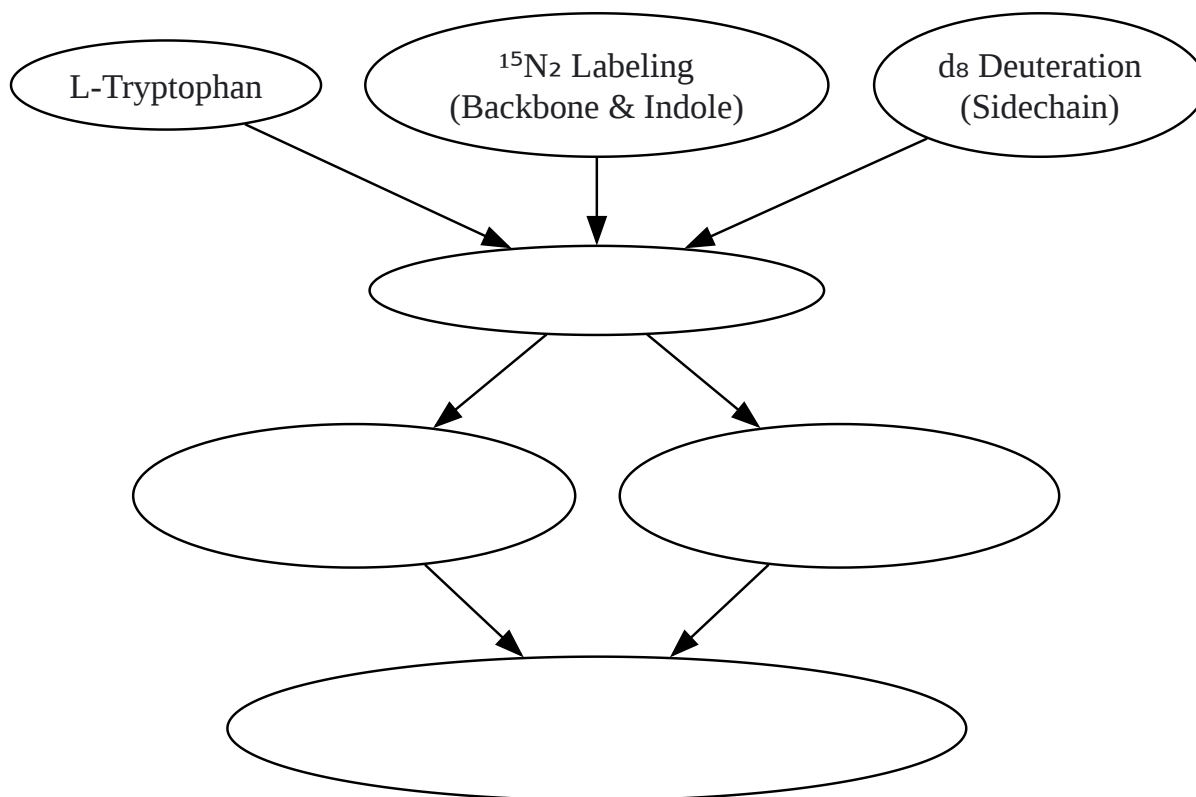 L-Tryptophan
¹⁵N₂ Labeling
(Backbone & Indole)
d₈ Deuteration
(Sidechain)